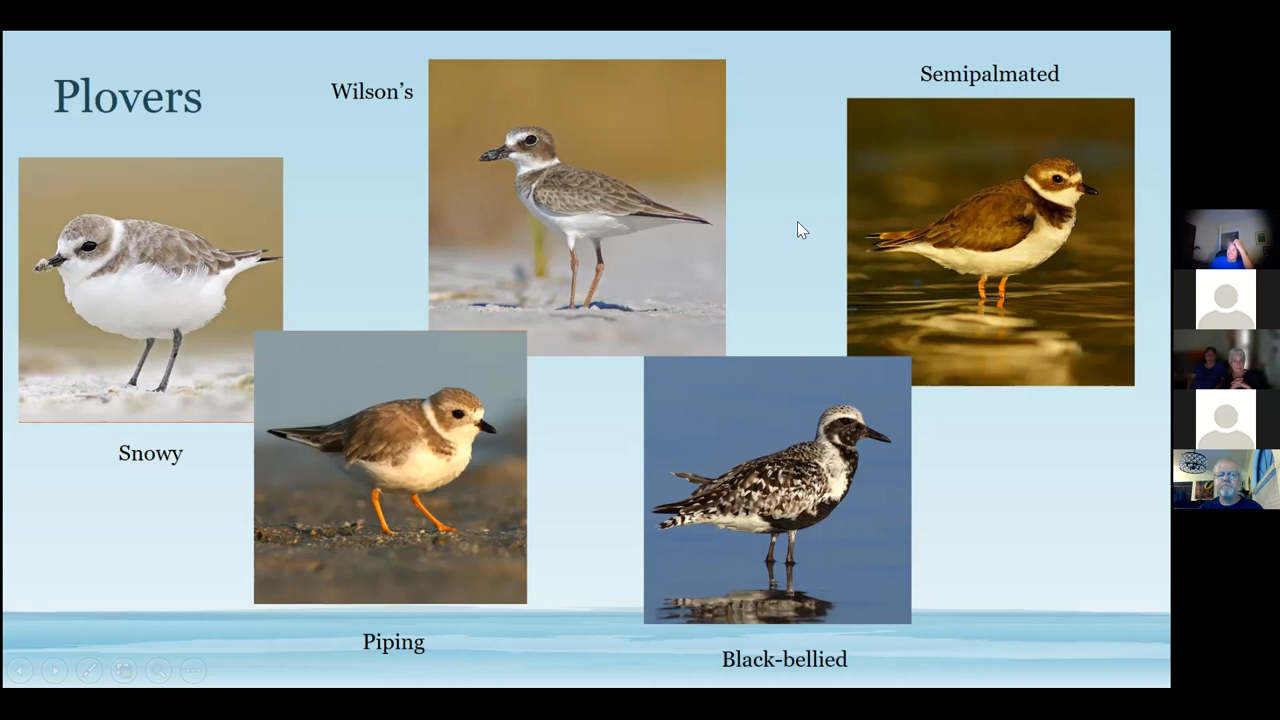 Plovers
Wilson's
Semipalmated
Snowy
Piping
Black-bellied